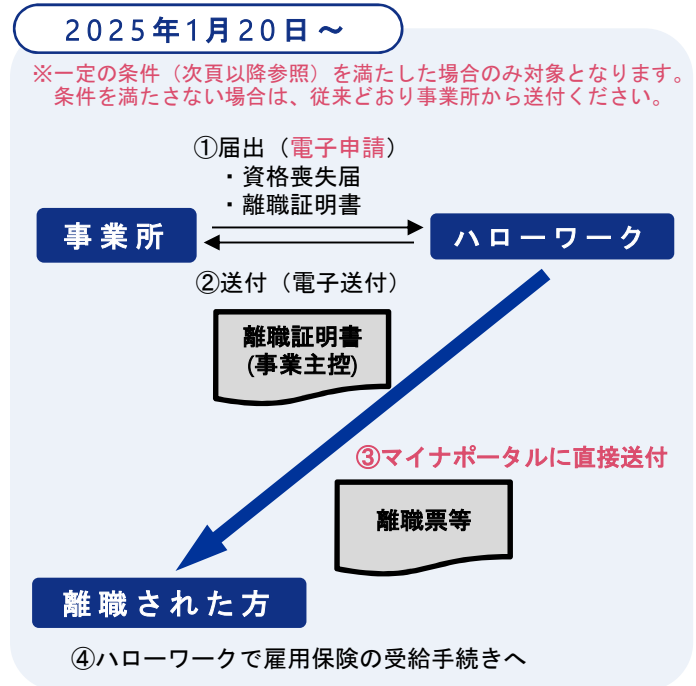 2025年1月20日～
※一定の条件（次頁以降参照）を満たした場合のみ対象となります。
条件を満たさない場合は、従来どおり事業所から送付ください。
①届出（電子申請）
・資格喪失届
・離職証明書
事業所
ハローワーク
②送付（電子送付）
離職証明書
(事業主控)
③マイナポータルに直接送付
離職票等
離職された方
④ハローワークで雇用保険の受給手続きへ